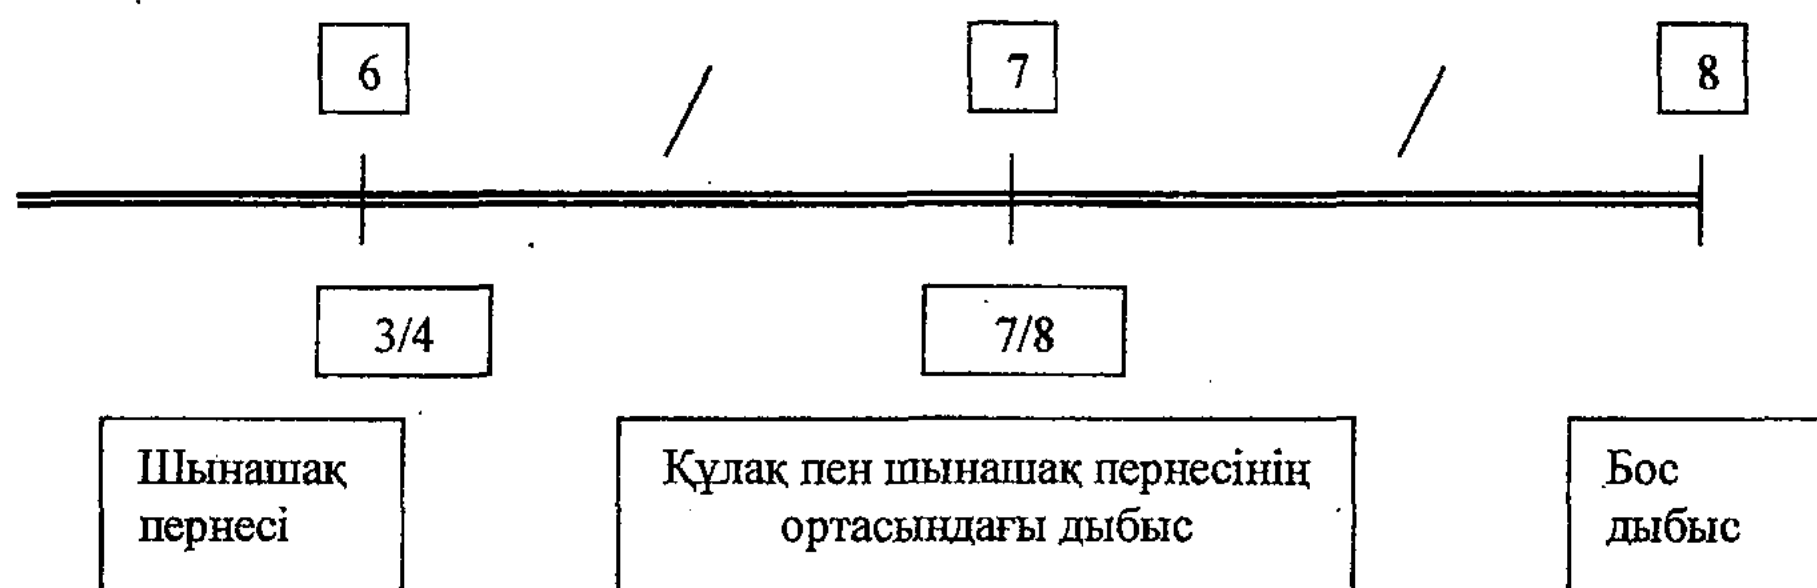 6
7
8
3/4
7/8
Шынашақ
пернесі
Құлақ пен шынашақ пернесінің
ортасындағы дыбыс
Бос
дыбыс